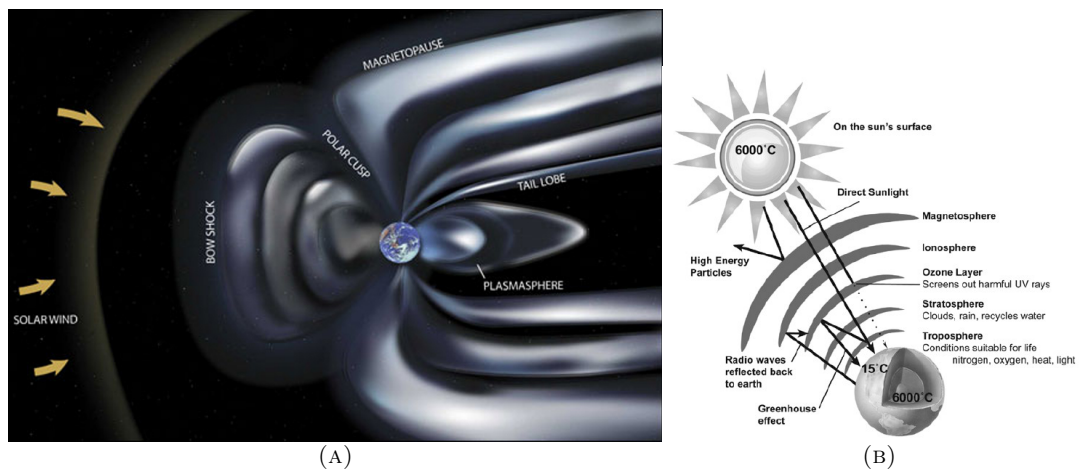 MAGNETOPAUSE
POLAR CUSP
TAIL LOBE
BOW SHOCK
PLASMASPHERE
SOLAR WIND
(A)
6000°C
On the sun's surface
Direct Sunlight
Magnetosphere
High Energy
Particles
Ionosphere
Ozone Layer
Screens out harmful UV rays
Stratosphere
Clouds, rain, recycles water
Troposphere
Conditions suitable for life
nitrogen, oxygen, heat, light
Radio waves
reflected back
to earth
15°C
6000°C
Greenhouse
effect
(B)